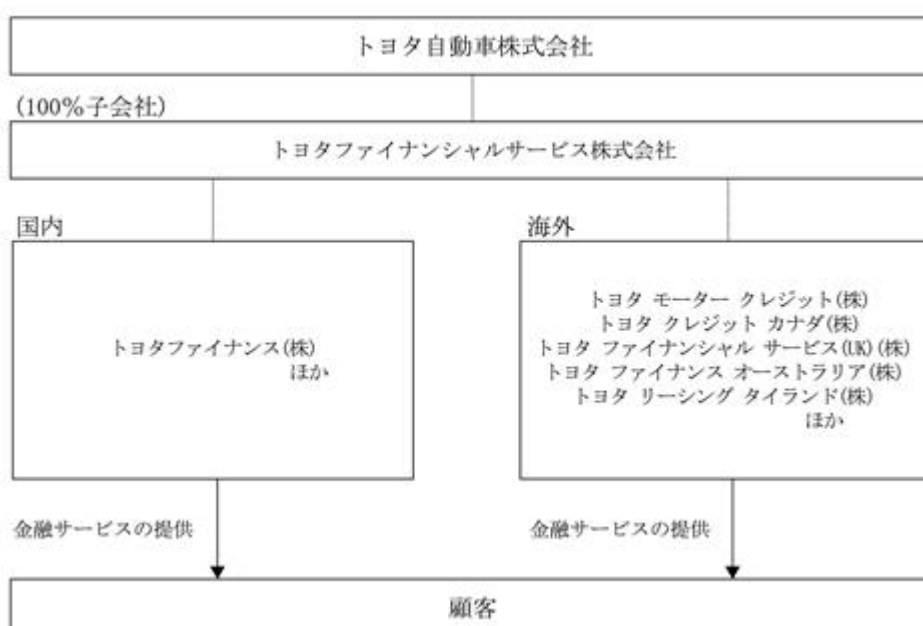 トヨタ自動車株式会社
(100%子会社)
トヨタファイナンシャルサービス株式会社
国内
海外
トヨタファイナンス(株)
ほか
トヨタ モーター クレジット(株)
トヨタ クレジット カナダ(株)
トヨタ ファイナンシャル サービス(UK)(株)
トヨタ ファイナンス オーストラリア(株)
トヨタ リーシング タイランド(株)
ほか
金融サービスの提供
金融サービスの提供
顧客